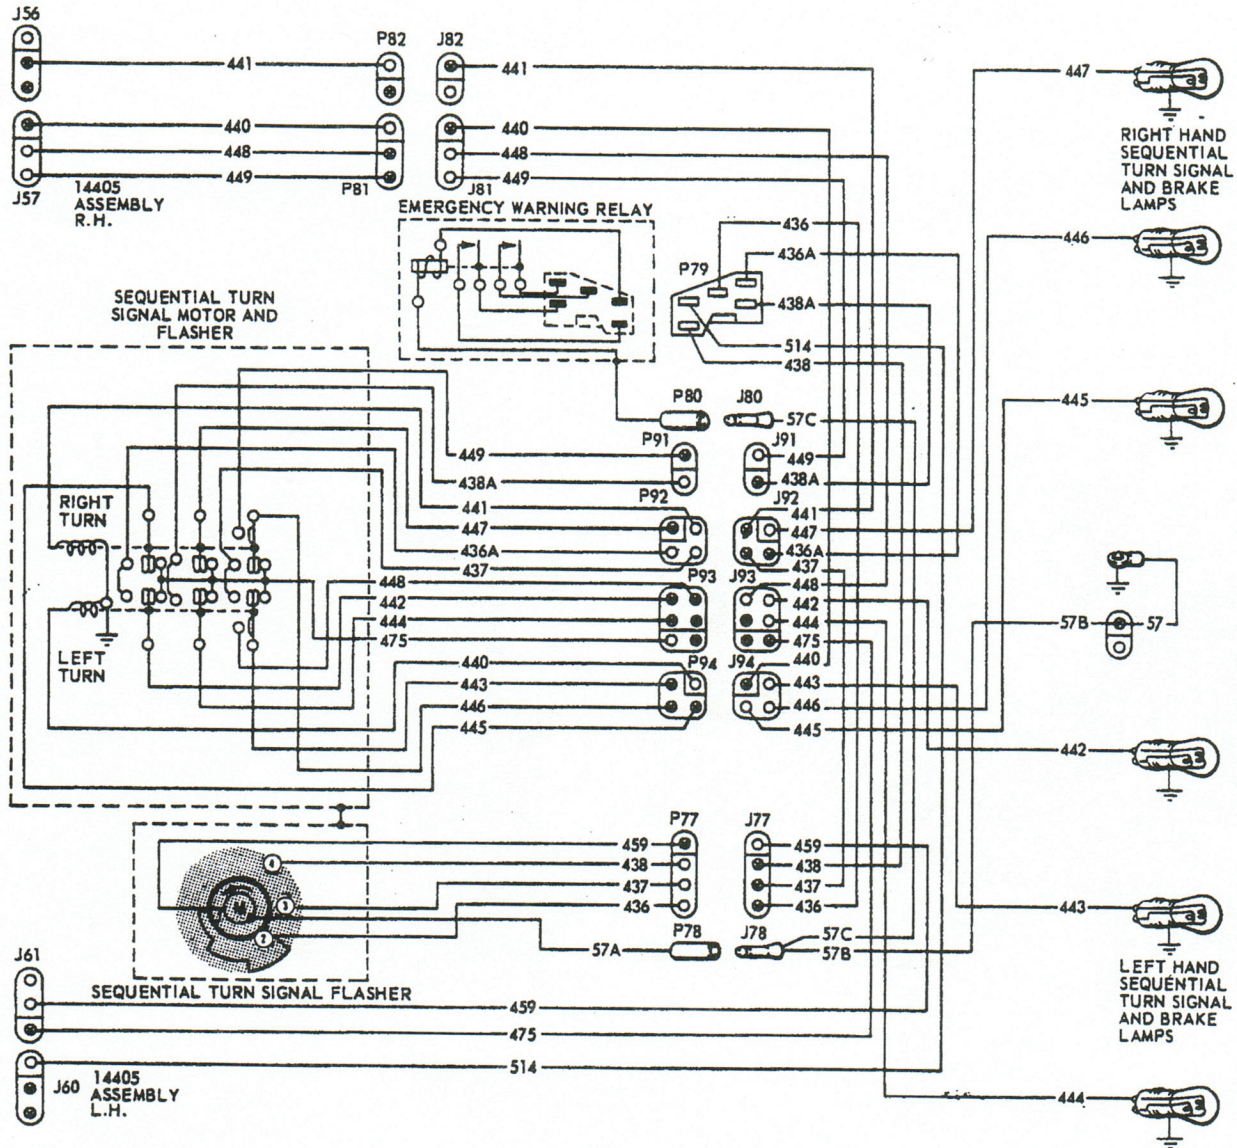 J56
P82
J82
441
441
447
440
440
448
448
449
449
J57
14405
ASSEMBLY
R.H.
P81
J81
RIGHT HAND
SEQUENTIAL
TURN SIGNAL
AND BRAKE
LAMPS
EMERGENCY WARNING RELAY
436
446
436A
P79
438A
514
438
SEQUENTIAL TURN
SIGNAL MOTOR AND
FLASHER
P80
J80
57C
445
P91
J91
449
449
438A
438A
P92
J92
441
441
447
447
436A
436A
437
437
RIGHT
TURN
P93
J93
448
448
442
442
444
444
475
475
57B
57
LEFT
TURN
P94
J94
440
440
443
443
446
446
445
445
442
P77
J77
459
459
438
438
437
437
436
436
4
3
2
443
P78
J78
57A
57C
57B
J61
SEQUENTIAL TURN SIGNAL FLASHER
459
475
514
LEFT HAND
SEQUENTIAL
TURN SIGNAL
AND BRAKE
LAMPS
J60
14405
ASSEMBLY
L.H.
444